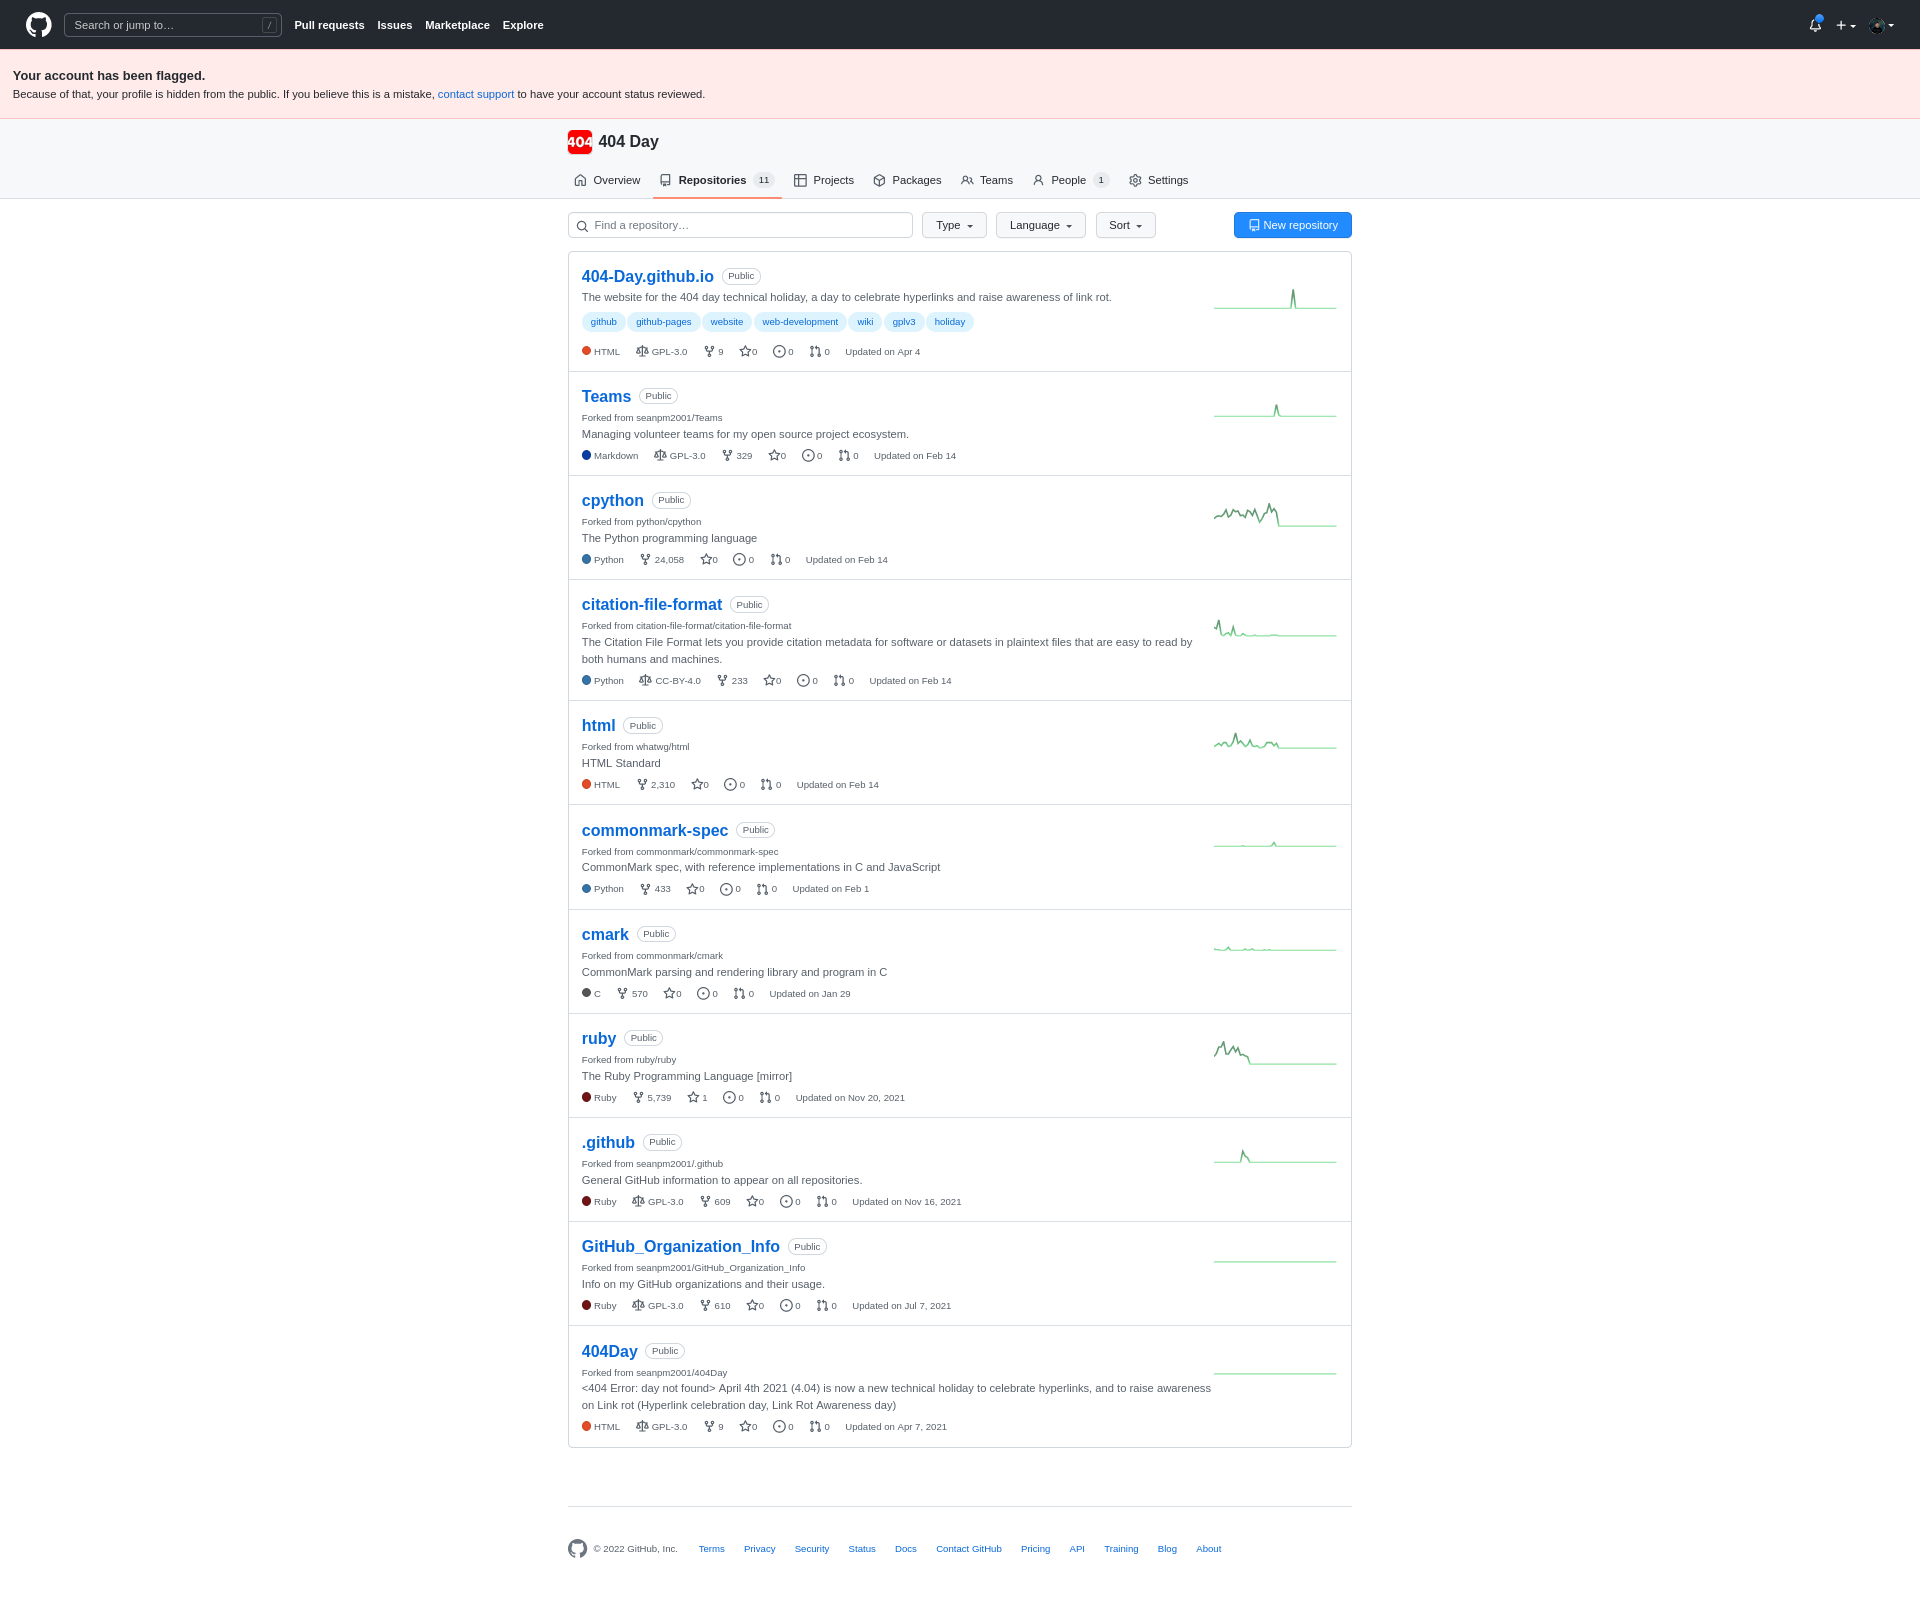 Search or jump to… /
Pull requests Issues Marketplace Explore
Your account has been flagged.
Because of that, your profile is hidden from the public. If you believe this is a mistake, contact support to have your account status reviewed.
404 404 Day
Overview Repositories 11 Projects Packages Teams People 1 Settings
Find a repository… Type Language Sort New repository
404-Day.github.io Public
The website for the 404 day technical holiday, a day to celebrate hyperlinks and raise awareness of link rot.
github github-pages website web-development wiki gplv3 holiday
HTML GPL-3.0 9 0 0 0 Updated on Apr 4
Teams Public
Forked from seanpm2001/Teams
Managing volunteer teams for my open source project ecosystem.
Markdown GPL-3.0 329 0 0 0 Updated on Feb 14
cpython Public
Forked from python/cpython
The Python programming language
Python 24,058 0 0 0 Updated on Feb 14
citation-file-format Public
Forked from citation-file-format/citation-file-format
The Citation File Format lets you provide citation metadata for software or datasets in plaintext files that are easy to read by
both humans and machines.
Python CC-BY-4.0 233 0 0 0 Updated on Feb 14
html Public
Forked from whatwg/html
HTML Standard
HTML 2,310 0 0 0 Updated on Feb 14
commonmark-spec Public
Forked from commonmark/commonmark-spec
CommonMark spec, with reference implementations in C and JavaScript
Python 433 0 0 0 Updated on Feb 1
cmark Public
Forked from commonmark/cmark
CommonMark parsing and rendering library and program in C
C 570 0 0 0 Updated on Jan 29
ruby Public
Forked from ruby/ruby
The Ruby Programming Language [mirror]
Ruby 5,739 1 0 0 Updated on Nov 20, 2021
.github Public
Forked from seanpm2001/.github
General GitHub information to appear on all repositories.
Ruby GPL-3.0 609 0 0 0 Updated on Nov 16, 2021
GitHub_Organization_Info Public
Forked from seanpm2001/GitHub_Organization_Info
Info on my GitHub organizations and their usage.
Ruby GPL-3.0 610 0 0 0 Updated on Jul 7, 2021
404Day Public
Forked from seanpm2001/404Day
<404 Error: day not found> April 4th 2021 (4.04) is now a new technical holiday to celebrate hyperlinks, and to raise awareness
on Link rot (Hyperlink celebration day, Link Rot Awareness day)
HTML GPL-3.0 9 0 0 0 Updated on Apr 7, 2021
© 2022 GitHub, Inc. Terms Privacy Security Status Docs Contact GitHub Pricing API Training Blog About